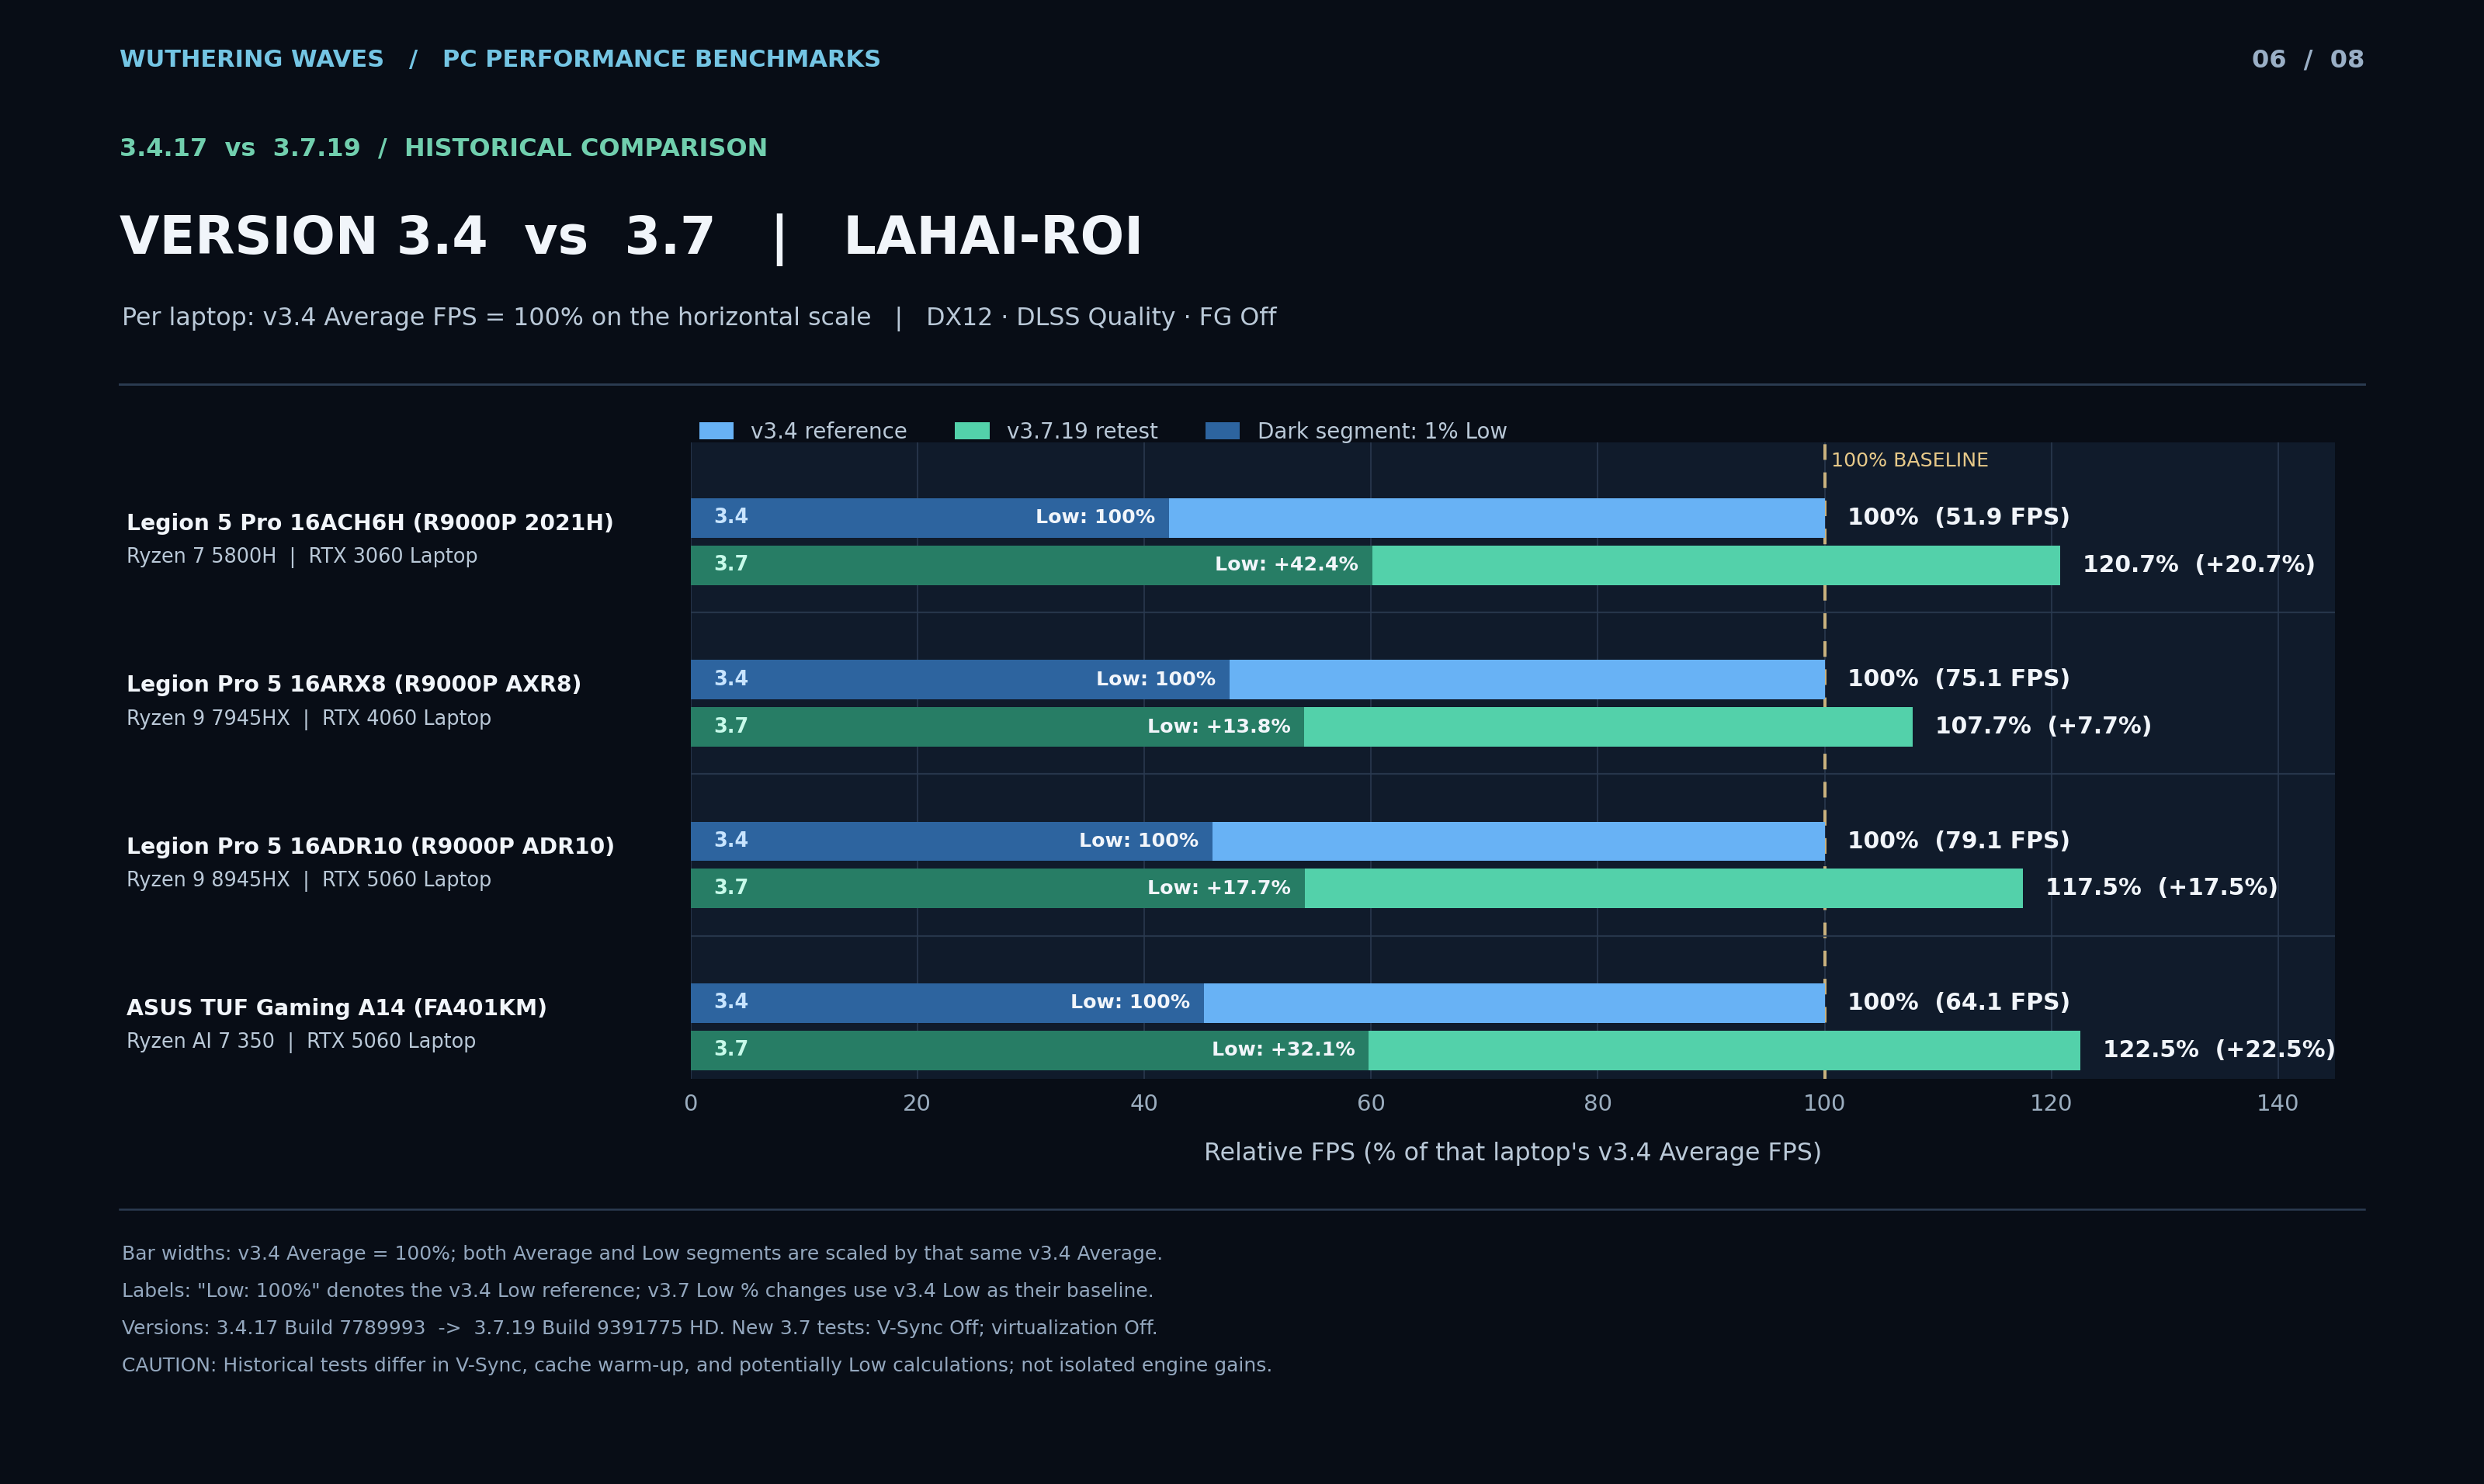 WUTHERING WAVES / PC PERFORMANCE BENCHMARKS
06 / 08
3.4.17 vs 3.7.19 / HISTORICAL COMPARISON
VERSION 3.4 vs 3.7 | LAHAI-ROI
Per laptop: v3.4 Average FPS = 100% on the horizontal scale | DX12 · DLSS Quality · FG Off
v3.4 reference
v3.7.19 retest
Dark segment: 1% Low
100% BASELINE
Legion 5 Pro 16ACH6H (R9000P 2021H)
Ryzen 7 5800H | RTX 3060 Laptop
3.4
Low: 100%
100% (51.9 FPS)
3.7
Low: +42.4%
120.7% (+20.7%)
Legion Pro 5 16ARX8 (R9000P AXR8)
Ryzen 9 7945HX | RTX 4060 Laptop
3.4
Low: 100%
100% (75.1 FPS)
3.7
Low: +13.8%
107.7% (+7.7%)
Legion Pro 5 16ADR10 (R9000P ADR10)
Ryzen 9 8945HX | RTX 5060 Laptop
3.4
Low: 100%
100% (79.1 FPS)
3.7
Low: +17.7%
117.5% (+17.5%)
ASUS TUF Gaming A14 (FA401KM)
Ryzen AI 7 350 | RTX 5060 Laptop
3.4
Low: 100%
100% (64.1 FPS)
3.7
Low: +32.1%
122.5% (+22.5%)
0 20 40 60 80 100 120 140
Relative FPS (% of that laptop's v3.4 Average FPS)
Bar widths: v3.4 Average = 100%; both Average and Low segments are scaled by that same v3.4 Average.
Labels: "Low: 100%" denotes the v3.4 Low reference; v3.7 Low % changes use v3.4 Low as their baseline.
Versions: 3.4.17 Build 7789993 -> 3.7.19 Build 9391775 HD. New 3.7 tests: V-Sync Off; virtualization Off.
CAUTION: Historical tests differ in V-Sync, cache warm-up, and potentially Low calculations; not isolated engine gains.